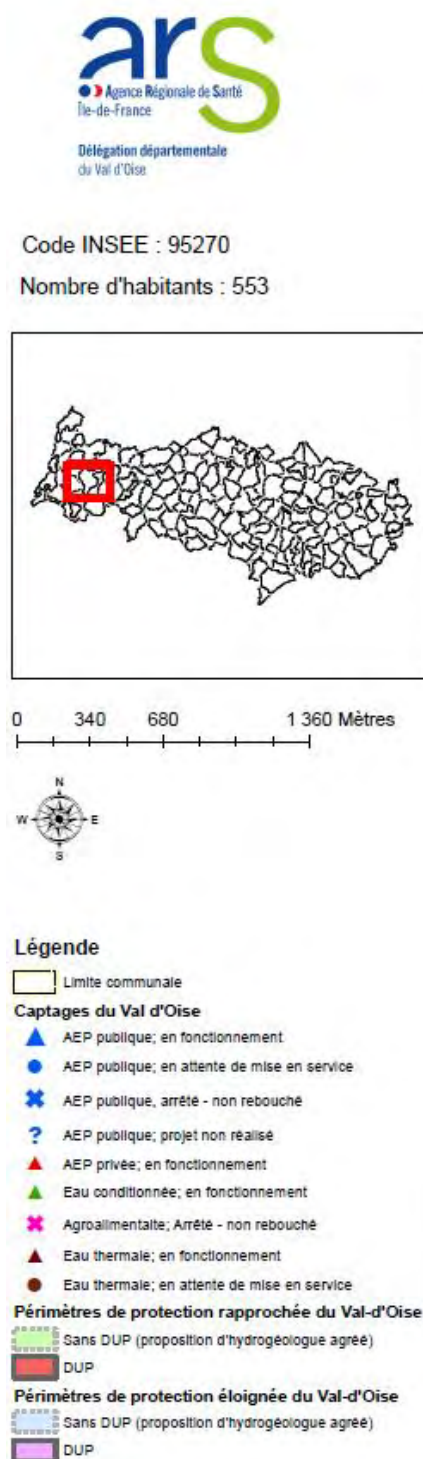 ars
Agence Régionale de Santé
Île-de-France
Délégation départementale
du Val d'Oise
Code INSEE : 95270
Nombre d'habitants : 553
0 340 680 1 360 Mètres
N
W E
S
Légende
Limite communale
Captages du Val d'Oise
AEP publique; en fonctionnement
AEP publique; en attente de mise en service
AEP publique, arrêté - non rebouché
? AEP publique; projet non réalisé
AEP privée; en fonctionnement
Eau conditionnée; en fonctionnement
Agroalimentaite; Arrêté - non rebouché
Eau thermale; en fonctionnement
Eau thermale; en attente de mise en service
Périmètres de protection rapprochée du Val-d'Oise
Sans DUP (proposition d'hydrogéologue agréé)
DUP
Périmètres de protection éloignée du Val-d'Oise
Sans DUP (proposition d'hydrogéologue agréé)
DUP